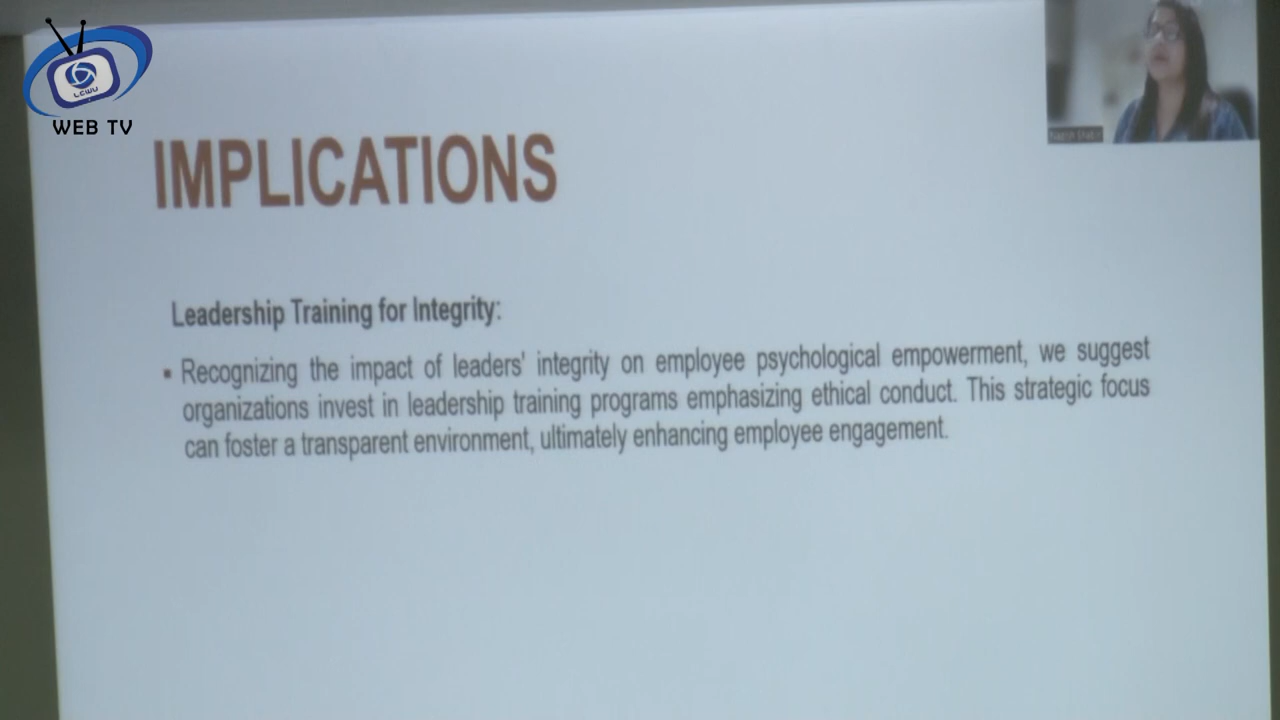 LCWU
WEB TV
IMPLICATIONS
Leadership Training for Integrity:
▪ Recognizing the impact of leaders' integrity on employee psychological empowerment, we suggest
organizations invest in leadership training programs emphasizing ethical conduct. This strategic focus
can foster a transparent environment, ultimately enhancing employee engagement.